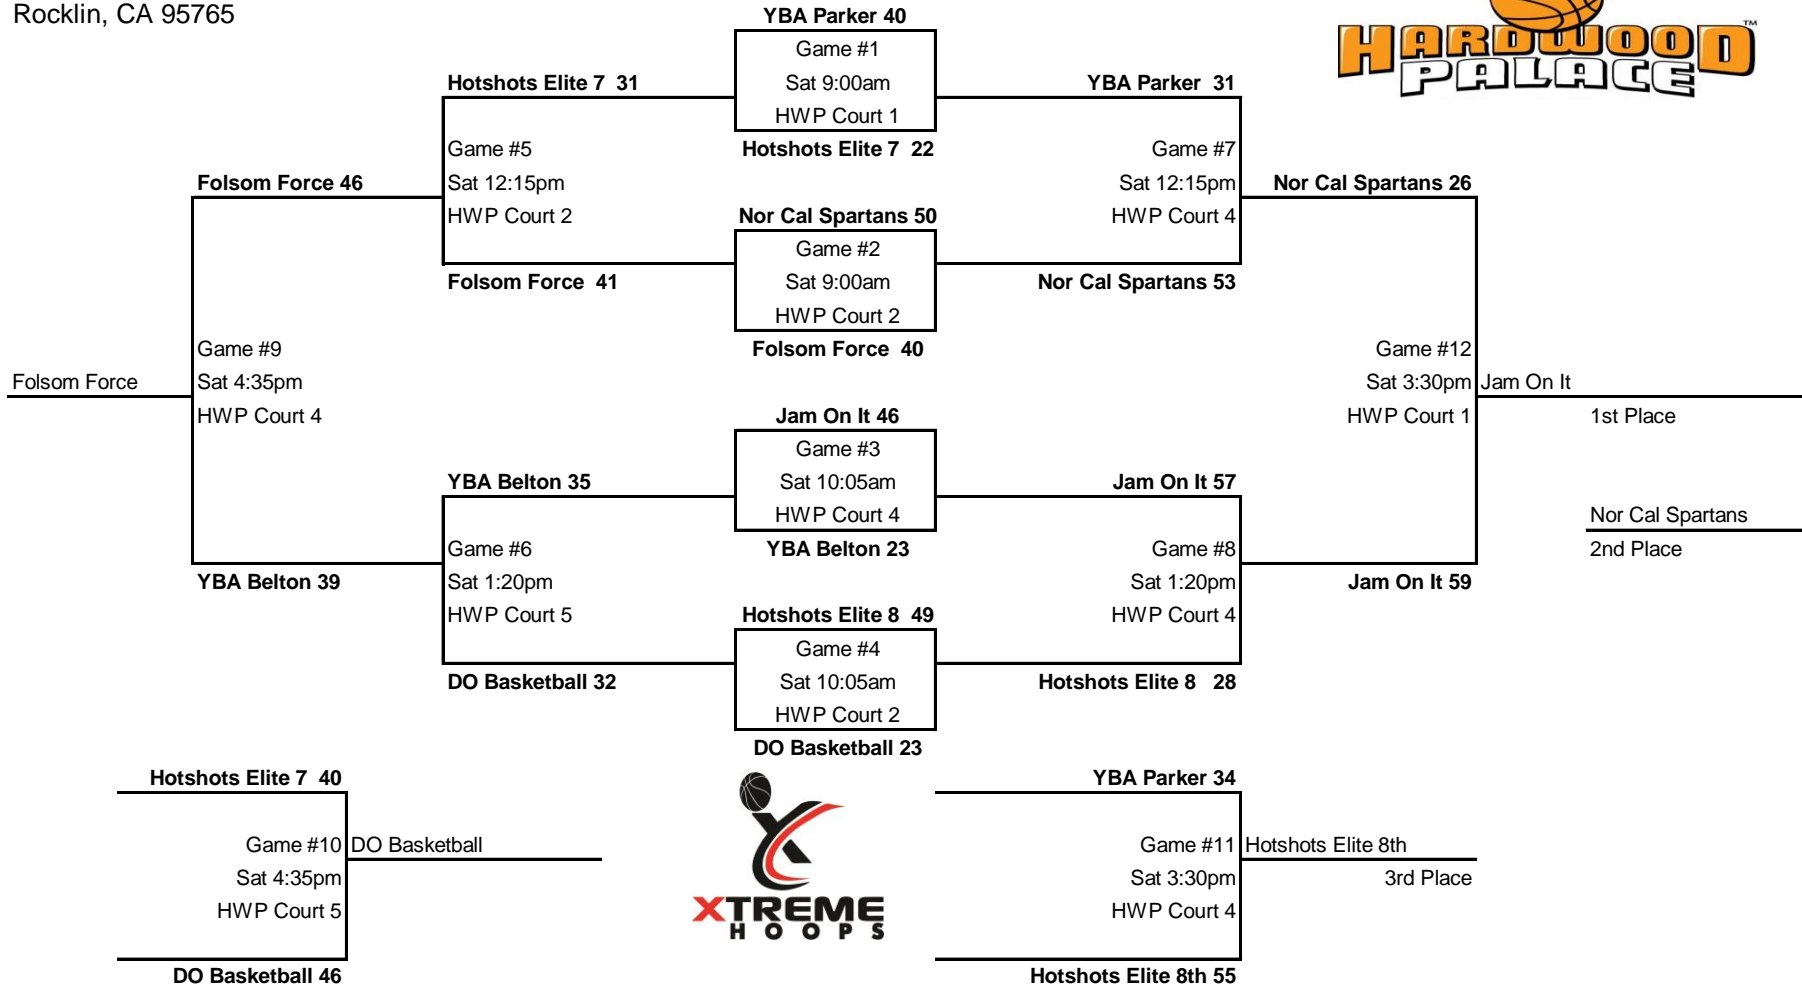 Rocklin, CA 95765
HARDWOOD PALACE™
YBA Parker 40
Game #1
Sat 9:00am
HWP Court 1
Hotshots Elite 7 22
Hotshots Elite 7 31
Game #5
Sat 12:15pm
HWP Court 2
Folsom Force 41
YBA Parker 31
Game #7
Sat 12:15pm
HWP Court 4
Nor Cal Spartans 53
Nor Cal Spartans 50
Game #2
Sat 9:00am
HWP Court 2
Folsom Force 40
Folsom Force 46
Game #9
Sat 4:35pm
HWP Court 4
YBA Belton 39
Folsom Force
Nor Cal Spartans 26
Game #12
Sat 3:30pm
HWP Court 1
Jam On It 59
Jam On It
1st Place
Nor Cal Spartans
2nd Place
Jam On It 46
Game #3
Sat 10:05am
HWP Court 4
YBA Belton 23
YBA Belton 35
Game #6
Sat 1:20pm
HWP Court 5
DO Basketball 32
Jam On It 57
Game #8
Sat 1:20pm
HWP Court 4
Hotshots Elite 8 28
Hotshots Elite 8 49
Game #4
Sat 10:05am
HWP Court 2
DO Basketball 23
Hotshots Elite 7 40
Game #10
Sat 4:35pm
HWP Court 5
DO Basketball 46
DO Basketball
XTREME
HOOPS
YBA Parker 34
Game #11
Sat 3:30pm
HWP Court 4
Hotshots Elite 8th 55
Hotshots Elite 8th
3rd Place